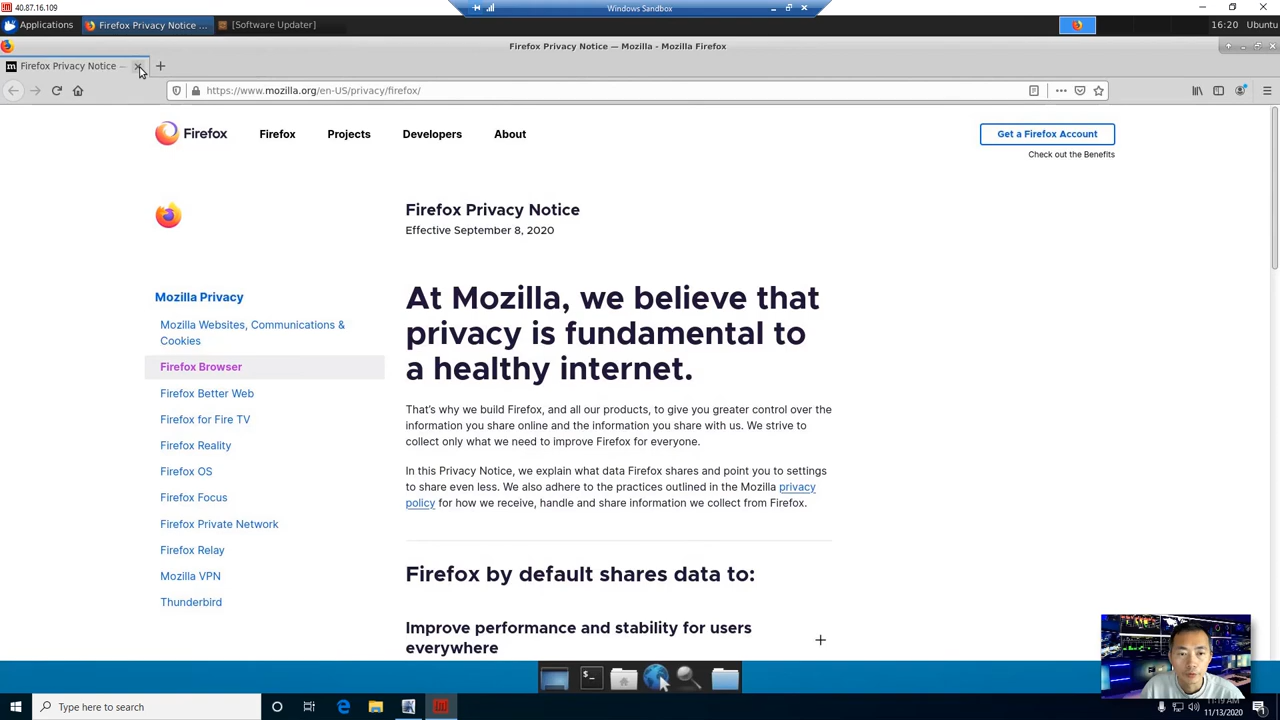 40.87.16.109
Windows Sandbox
Applications
Firefox Privacy Notice ...
[Software Updater]
16:20
Ubuntu
Firefox Privacy Notice — Mozilla - Mozilla Firefox
Firefox Privacy Notice —
https://www.mozilla.org/en-US/privacy/firefox/
Firefox
Firefox
Projects
Developers
About
Get a Firefox Account
Check out the Benefits
Firefox Privacy Notice
Effective September 8, 2020
Mozilla Privacy
Mozilla Websites, Communications &
Cookies
Firefox Browser
Firefox Better Web
Firefox for Fire TV
Firefox Reality
Firefox OS
Firefox Focus
Firefox Private Network
Firefox Relay
Mozilla VPN
Thunderbird
At Mozilla, we believe that
privacy is fundamental to
a healthy internet.
That's why we build Firefox, and all our products, to give you greater control over the
information you share online and the information you share with us. We strive to
collect only what we need to improve Firefox for everyone.
In this Privacy Notice, we explain what data Firefox shares and point you to settings
to share even less. We also adhere to the practices outlined in the Mozilla privacy
policy for how we receive, handle and share information we collect from Firefox.
Firefox by default shares data to:
Improve performance and stability for users
everywhere
Type here to search
11:19 AM
11/13/2020